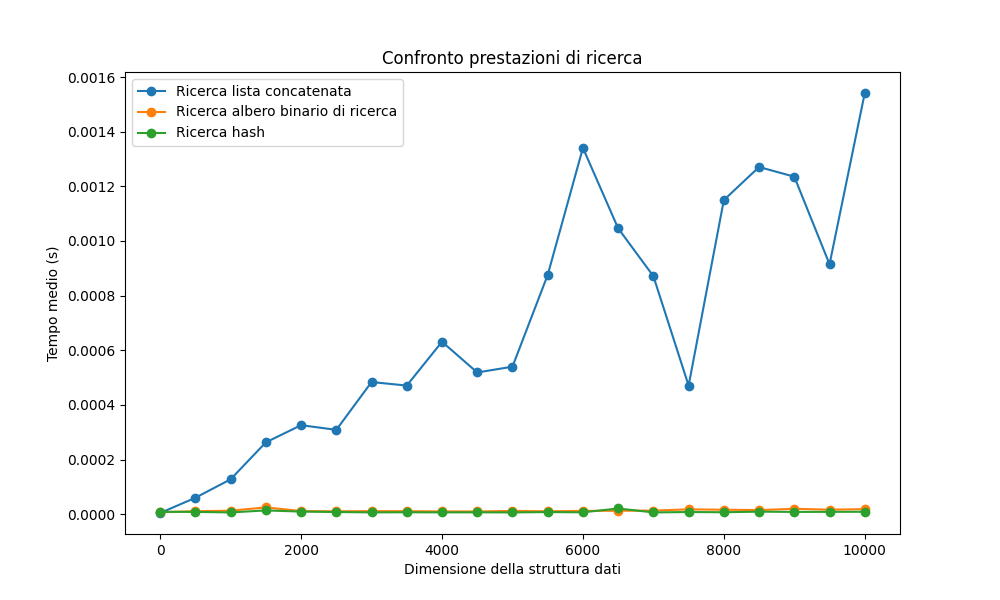 Confronto prestazioni di ricerca
Ricerca lista concatenata
Ricerca albero binario di ricerca
Ricerca hash
Tempo medio (s)
0.0016
0.0014
0.0012
0.0010
0.0008
0.0006
0.0004
0.0002
0.0000
0 2000 4000 6000 8000 10000
Dimensione della struttura dati